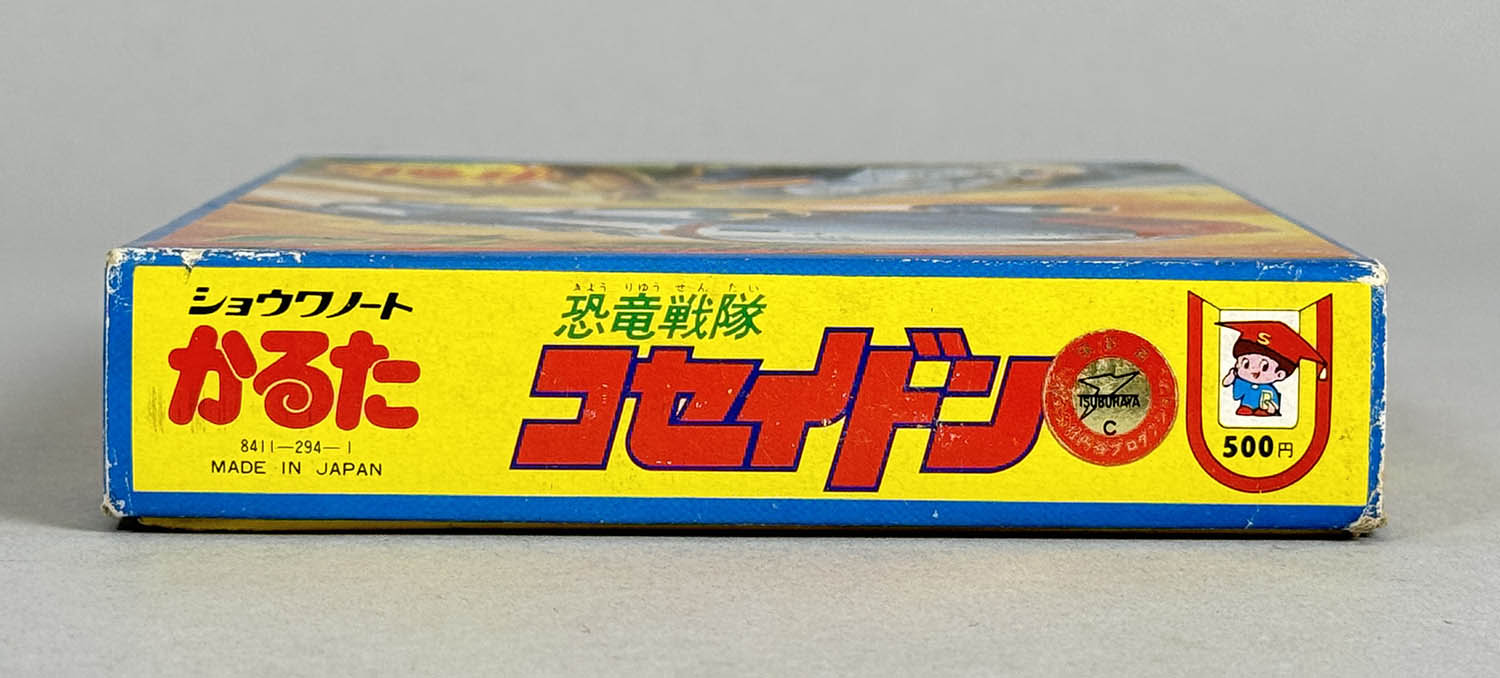 ショウワノート
かるた
8411-294-1
MADE IN JAPAN
きょう りゅう せん たい
恐竜戦隊
コセイドン
TSUBURAYA
C
S
R
500円